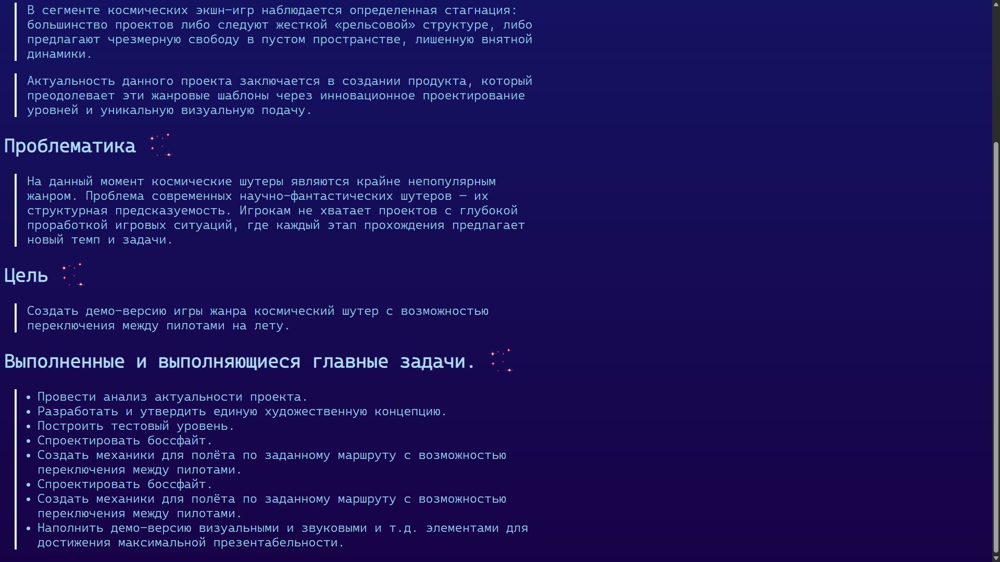 В сегменте космических экшн-игр наблюдается определенная стагнация:
большинство проектов либо следуют жесткой «рельсовой» структуре, либо
предлагают чрезмерную свободу в пустом пространстве, лишенную внятной
динамики.
Актуальность данного проекта заключается в создании продукта, который
преодолевает эти жанровые шаблоны через инновационное проектирование
уровней и уникальную визуальную подачу.
Проблематика
На данный момент космические шутеры являются крайне непопулярным
жанром. Проблема современных научно-фантастических шутеров — их
структурная предсказуемость. Игрокам не хватает проектов с глубокой
проработкой игровых ситуаций, где каждый этап прохождения предлагает
новый темп и задачи.
Цель
Создать демо-версию игры жанра космический шутер с возможностью
переключения между пилотами на лету.
Выполненные и выполняющиеся главные задачи.
• Провести анализ актуальности проекта.
• Разработать и утвердить единую художественную концепцию.
• Построить тестовый уровень.
• Спроектировать боссфайт.
• Создать механики для полёта по заданному маршруту с возможностью
переключения между пилотами.
• Спроектировать боссфайт.
• Создать механики для полёта по заданному маршруту с возможностью
переключения между пилотами.
• Наполнить демо-версию визуальными и звуковыми и т.д. элементами для
достижения максимальной презентабельности.